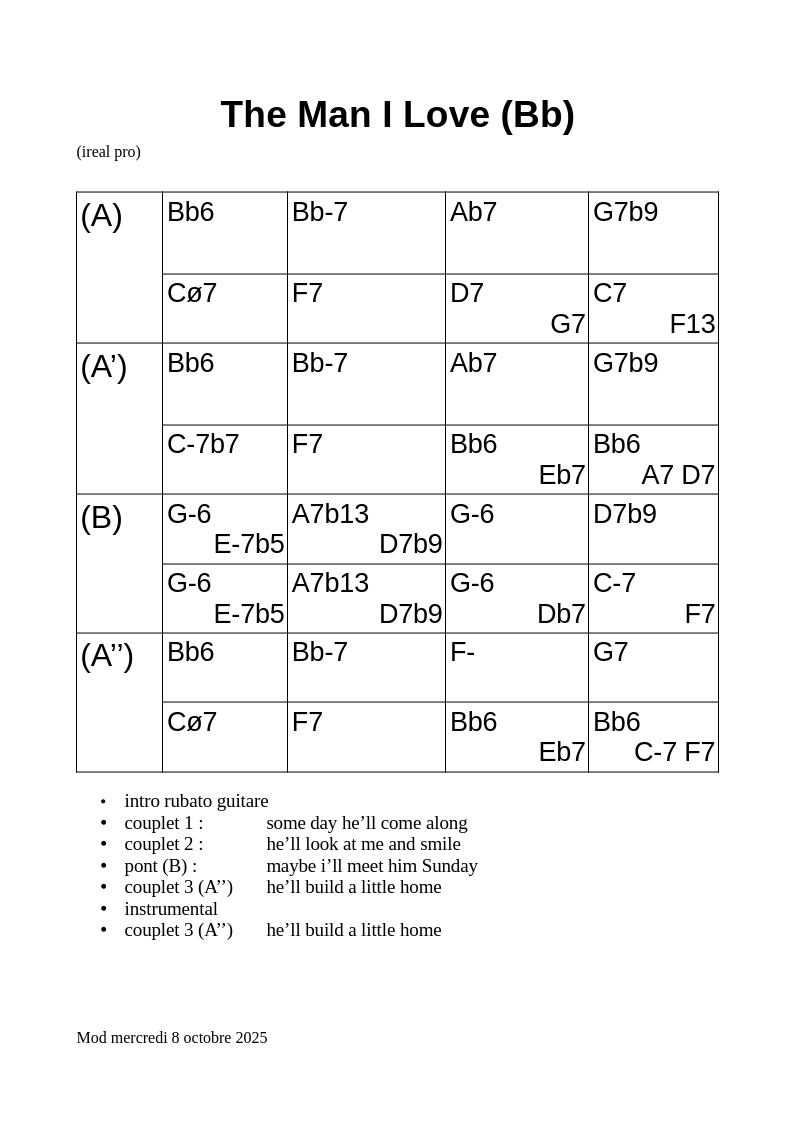 The Man I Love (Bb)
(ireal pro)
(A) Bb6 Bb-7 Ab7 G7b9
Cø7 F7 D7 G7 C7 F13
(A’) Bb6 Bb-7 Ab7 G7b9
C-7b7 F7 Bb6 Eb7 Bb6 A7 D7
(B) G-6 E-7b5 A7b13 D7b9 G-6 D7b9
G-6 E-7b5 A7b13 D7b9 G-6 Db7 C-7 F7
(A’’) Bb6 Bb-7 F- G7
Cø7 F7 Bb6 Eb7 Bb6 C-7 F7
• intro rubato guitare
• couplet 1 : some day he’ll come along
• couplet 2 : he’ll look at me and smile
• pont (B) : maybe i’ll meet him Sunday
• couplet 3 (A’’) he’ll build a little home
• instrumental
• couplet 3 (A’’) he’ll build a little home
Mod mercredi 8 octobre 2025